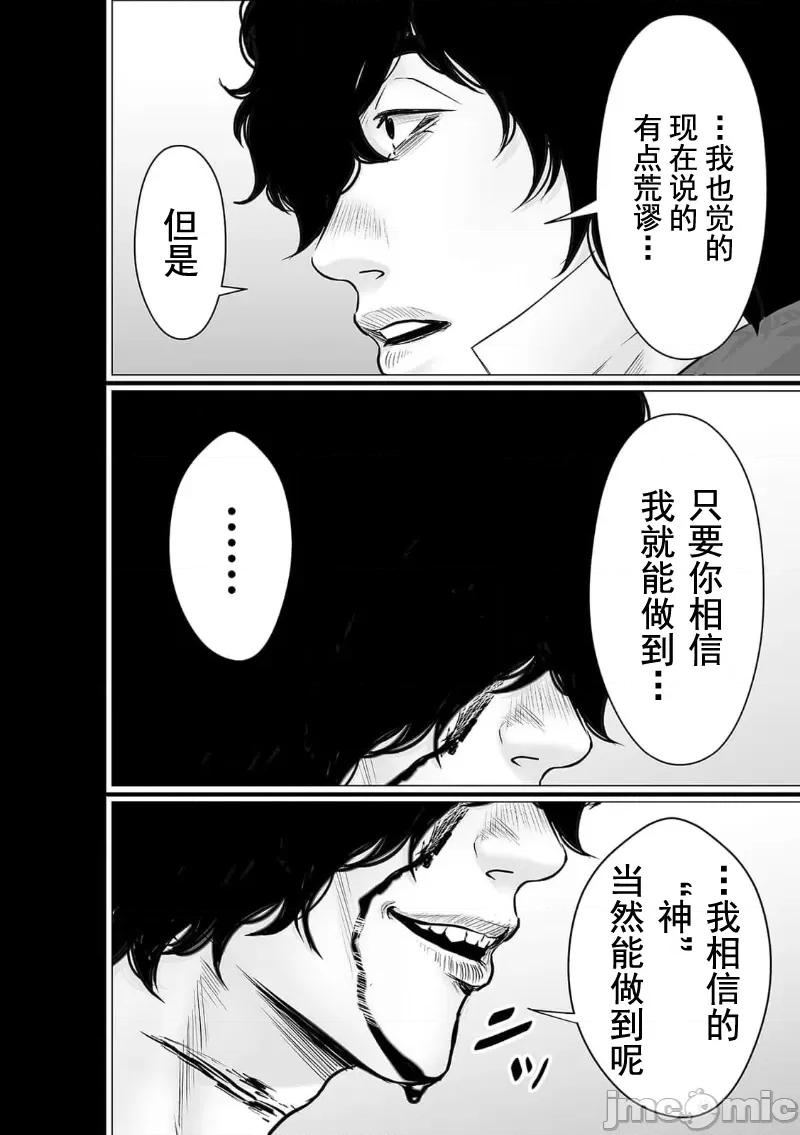 …我也觉的
现在说的
有点荒谬…
但是
只要你相信
我就能做到…
……
…我相信的
“神”
当然能做到呢
ニッ
jmcomic